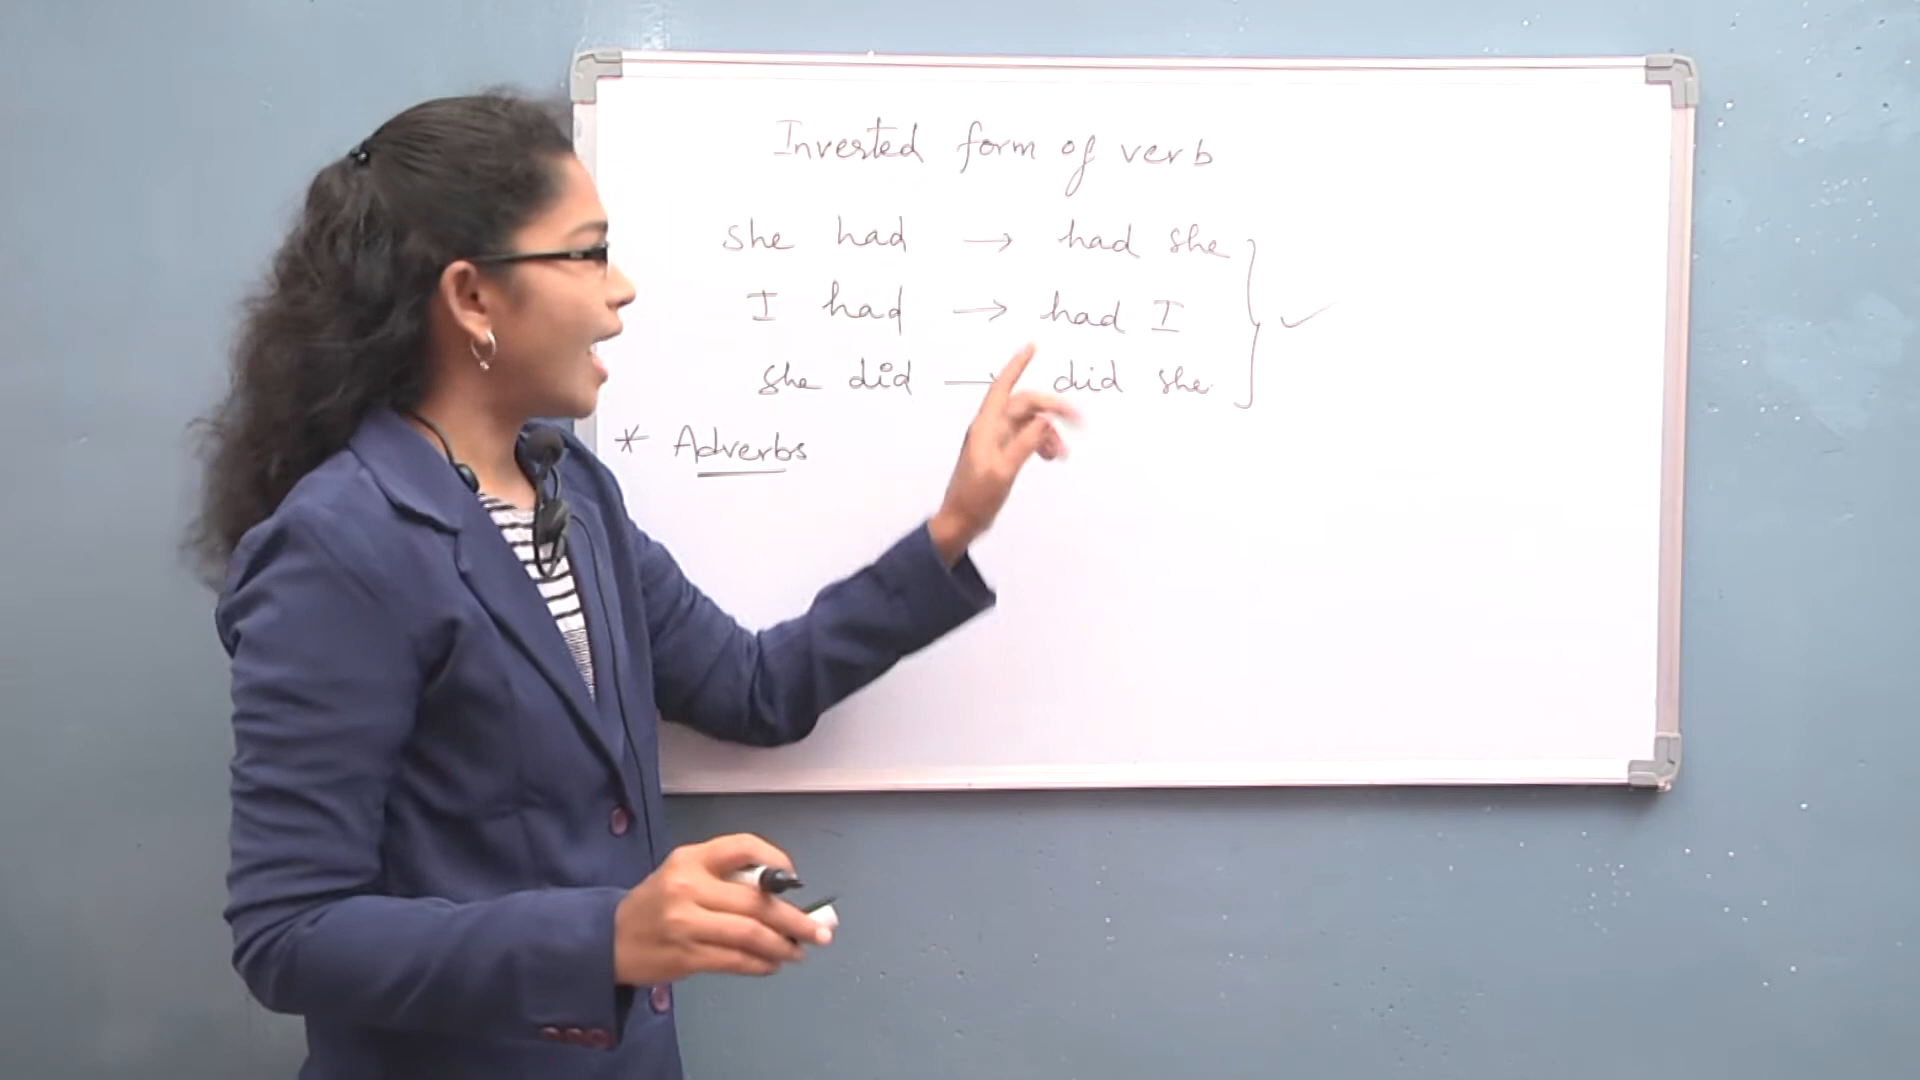 Inverted form of verb
she had → had she
I had → had I
she did → did she
* Adverbs